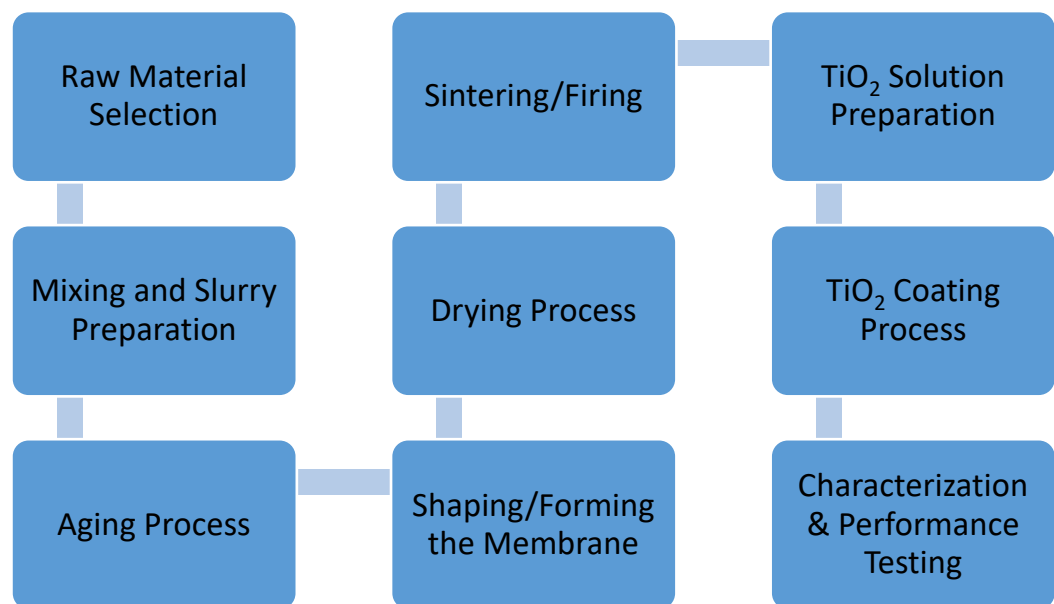 Raw Material
Selection
Mixing and Slurry
Preparation
Aging Process
Shaping/Forming
the Membrane
Drying Process
Sintering/Firing
TiO₂ Solution
Preparation
TiO₂ Coating
Process
Characterization
& Performance
Testing